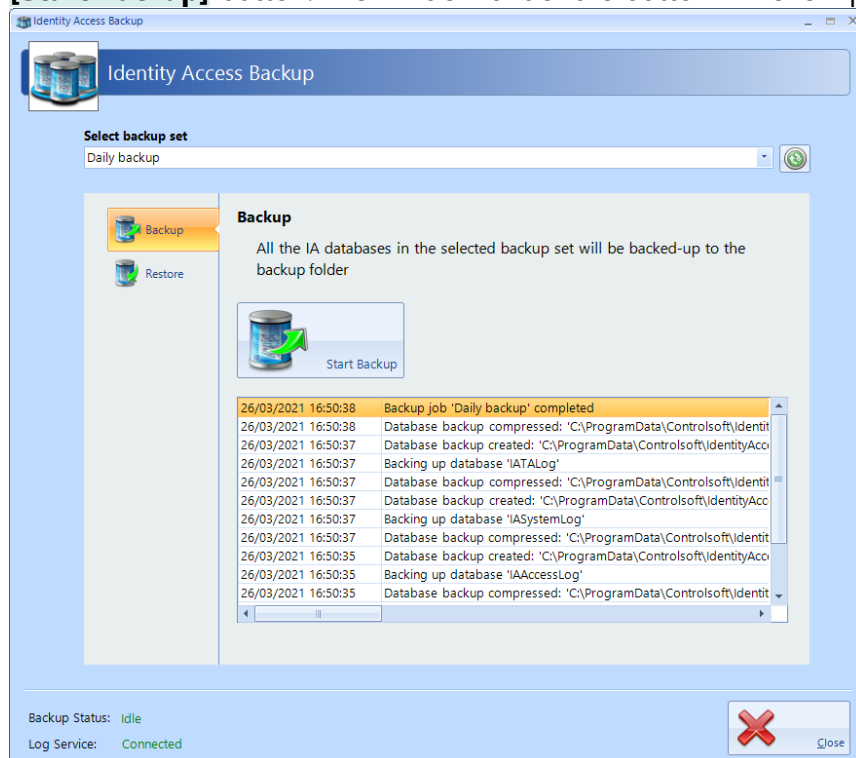 Identity Access Backup
Identity Access Backup
Select backup set
Daily backup
Backup
Restore
Backup
All the IA databases in the selected backup set will be backed-up to the
backup folder
Start Backup
26/03/2021 16:50:38 Backup job 'Daily backup' completed
26/03/2021 16:50:38 Database backup compressed: 'C:\ProgramData\Controlsoft\Identit
26/03/2021 16:50:37 Database backup created: 'C:\ProgramData\Controlsoft\IdentityAcc
26/03/2021 16:50:37 Backing up database 'IATALog'
26/03/2021 16:50:37 Database backup compressed: 'C:\ProgramData\Controlsoft\Identit
26/03/2021 16:50:37 Database backup created: 'C:\ProgramData\Controlsoft\IdentityAcc
26/03/2021 16:50:37 Backing up database 'IASystemLog'
26/03/2021 16:50:37 Database backup compressed: 'C:\ProgramData\Controlsoft\Identit
26/03/2021 16:50:35 Database backup created: 'C:\ProgramData\Controlsoft\IdentityAcc
26/03/2021 16:50:35 Backing up database 'IAAccessLog'
26/03/2021 16:50:35 Database backup compressed: 'C:\ProgramData\Controlsoft\Identit
Backup Status: Idle
Log Service: Connected
Close